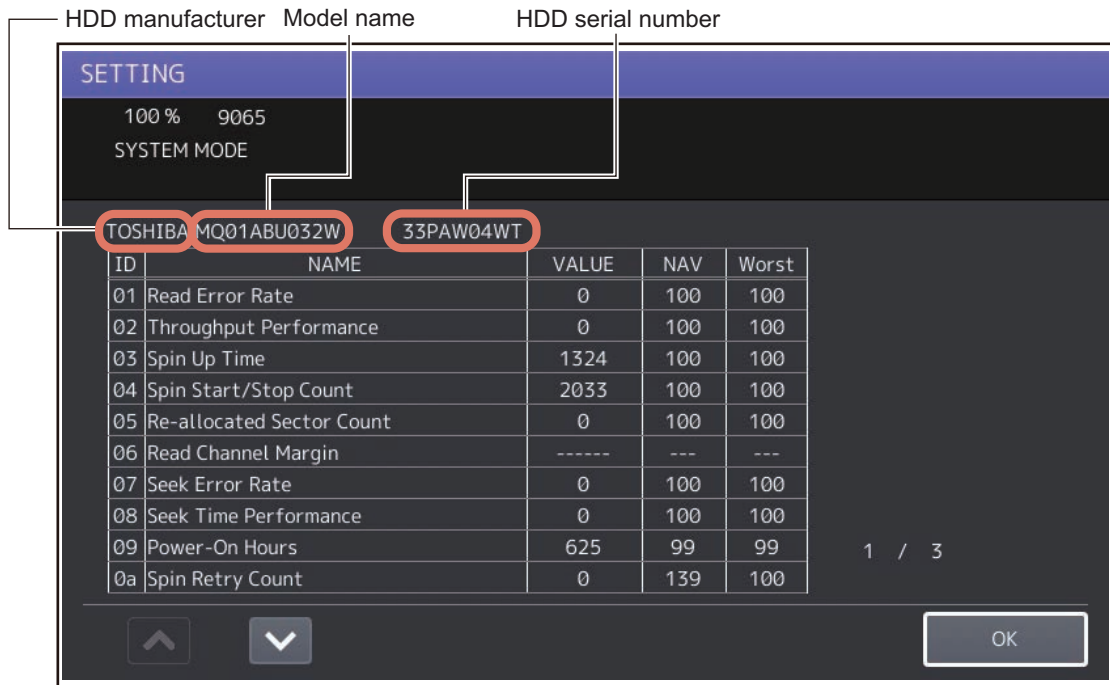 HDD manufacturer Model name HDD serial number
SETTING
100 % 9065
SYSTEM MODE
TOSHIBA MQ01ABU032W 33PAW04WT
ID NAME VALUE NAV Worst
01 Read Error Rate 0 100 100
02 Throughput Performance 0 100 100
03 Spin Up Time 1324 100 100
04 Spin Start/Stop Count 2033 100 100
05 Re-allocated Sector Count 0 100 100
06 Read Channel Margin ------ --- ---
07 Seek Error Rate 0 100 100
08 Seek Time Performance 0 100 100
09 Power-On Hours 625 99 99
0a Spin Retry Count 0 139 100
1 / 3
OK